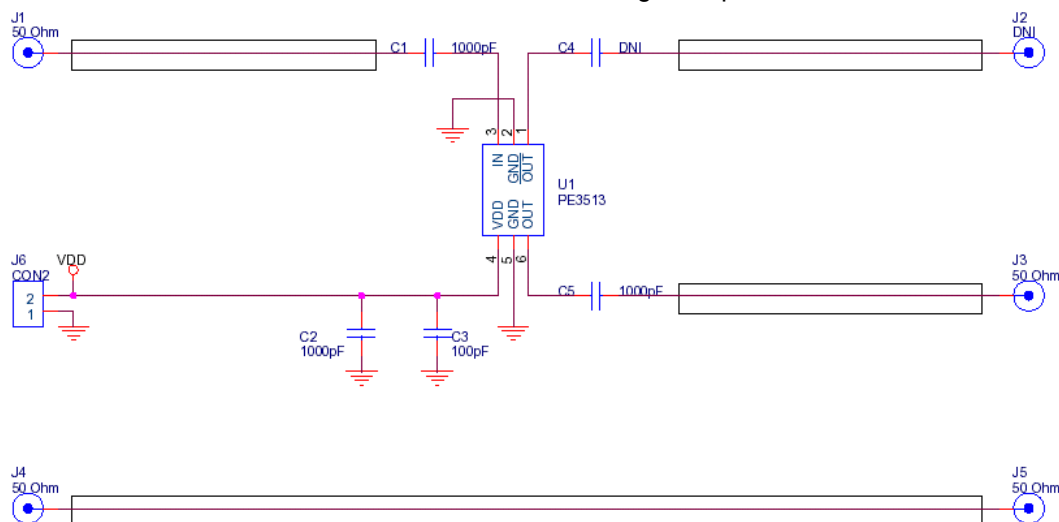 J1
50 Ohm
C1
1000pF
C4
DNI
J2
DNI
3
2
1
IN
GND
OUT
U1
PE3513
VDD
GND
OUT
4
5
6
J6
CON2
VDD
2
1
C2
1000pF
C3
100pF
C5
1000pF
J3
50 Ohm
J4
50 Ohm
J5
50 Ohm